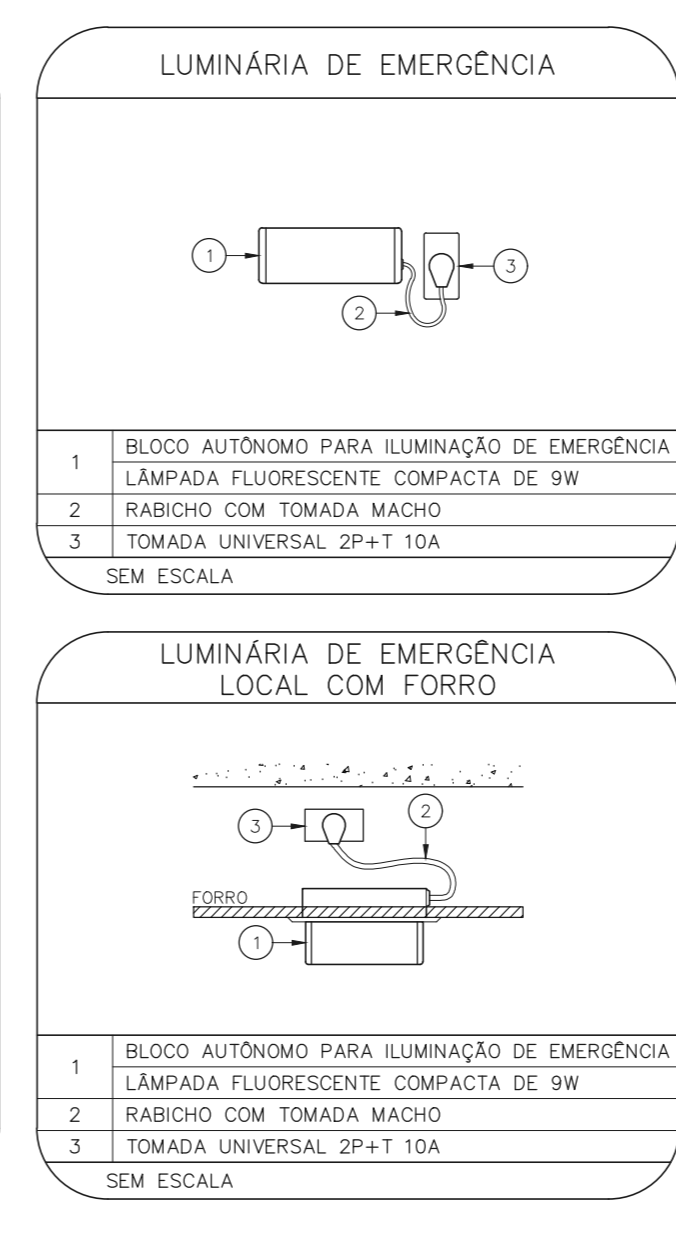 LUMINÁRIA DE EMERGÊNCIA
1
3
2
1 BLOCO AUTÔNOMO PARA ILUMINAÇÃO DE EMERGÊNCIA
LÂMPADA FLUORESCENTE COMPACTA DE 9W
2 RABICHO COM TOMADA MACHO
3 TOMADA UNIVERSAL 2P+T 10A
SEM ESCALA
LUMINÁRIA DE EMERGÊNCIA
LOCAL COM FORRO
2
3
FORRO
1
1 BLOCO AUTÔNOMO PARA ILUMINAÇÃO DE EMERGÊNCIA
LÂMPADA FLUORESCENTE COMPACTA DE 9W
2 RABICHO COM TOMADA MACHO
3 TOMADA UNIVERSAL 2P+T 10A
SEM ESCALA